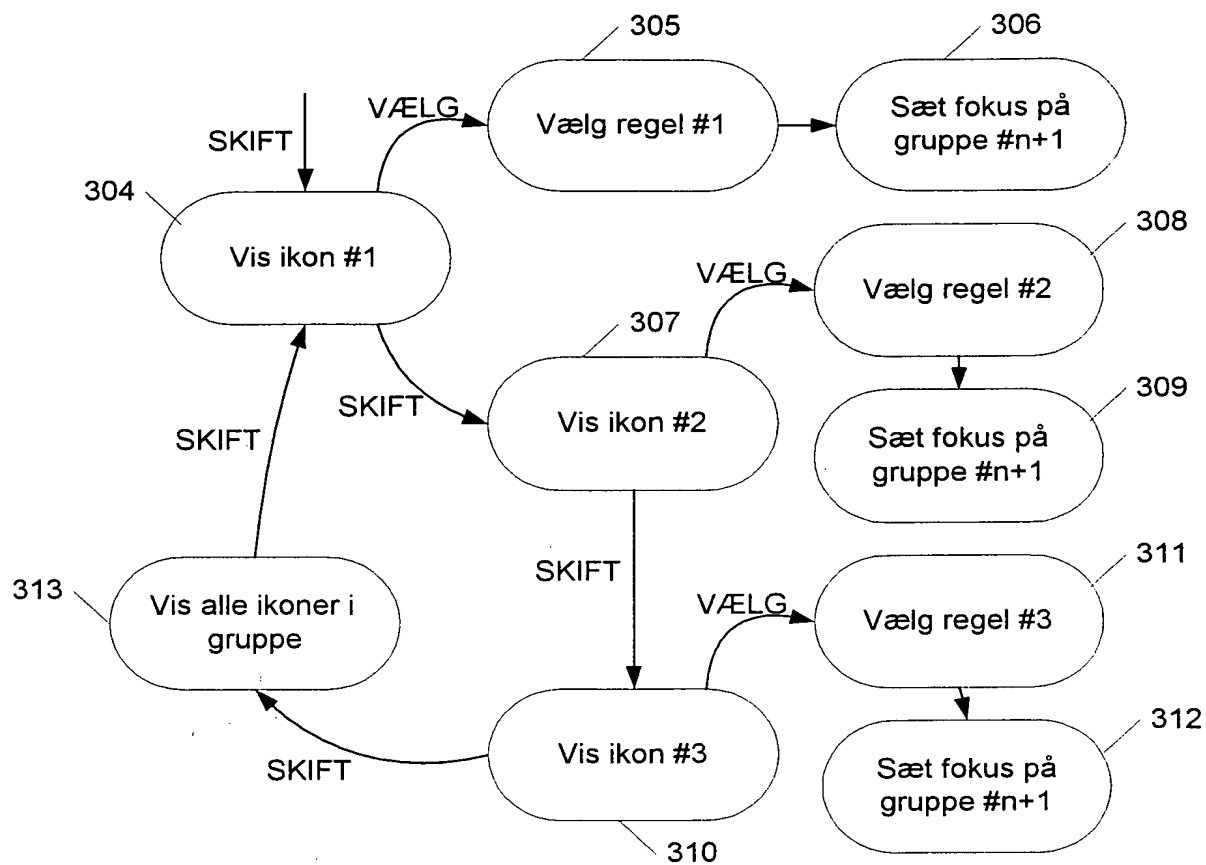 305
306
VÆLG
Vælg regel #1
Sæt fokus på
gruppe #n+1
SKIFT
304
Vis ikon #1
308
VÆLG
Vælg regel #2
307
SKIFT
Vis ikon #2
309
Sæt fokus på
gruppe #n+1
SKIFT
311
SKIFT
313
Vis alle ikoner i
gruppe
VÆLG
Vælg regel #3
312
Vis ikon #3
SKIFT
Sæt fokus på
gruppe #n+1
310